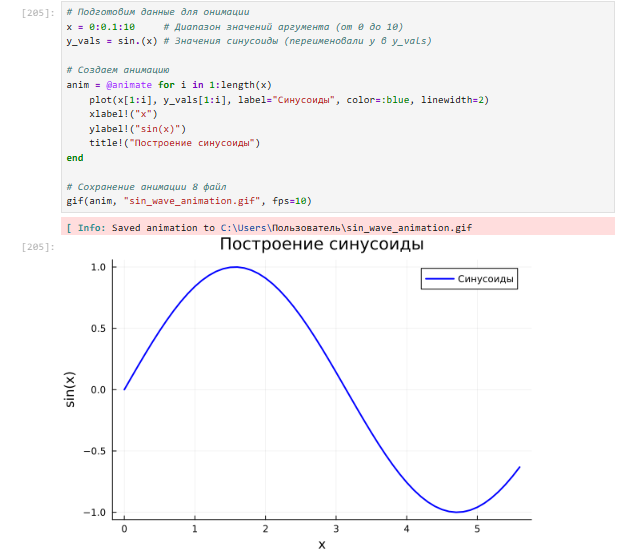 [205]:
# Подготовим данные для онимации
x = 0:0.1:10     # Диапазон значений аргумента (от 0 до 10)
y_vals = sin.(x) # Значения синусоиды (переименовали y в y_vals)
# Создаем анимацию
anim = @animate for i in 1:length(x)
    plot(x[1:i], y_vals[1:i], label="Синусоиды", color=:blue, linewidth=2)
    xlabel!("x")
    ylabel!("sin(x)")
    title!("Построение синусоиды")
end
# Сохранение анимации 8 файл
gif(anim, "sin_wave_animation.gif", fps=10)
[ Info: Saved animation to C:\Users\Пользователь\sin_wave_animation.gif
[205]:
Построение синусоиды
Синусоиды
1.0
0.5
0.0
−0.5
−1.0
sin(x)
0 1 2 3 4 5
x